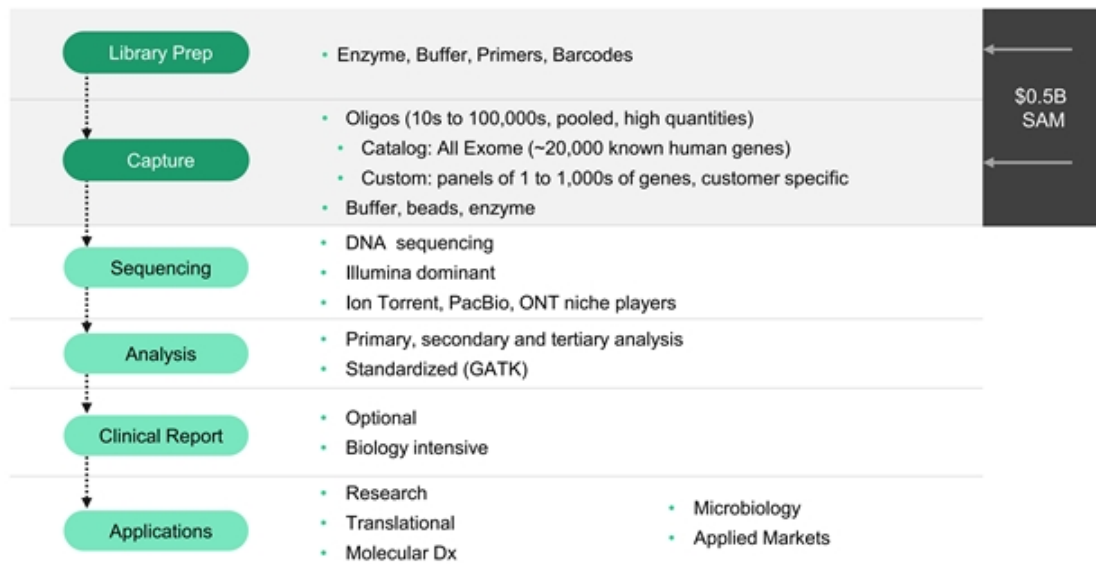 Library Prep
• Enzyme, Buffer, Primers, Barcodes
$0.5B
SAM
Capture
• Oligos (10s to 100,000s, pooled, high quantities)
• Catalog: All Exome (~20,000 known human genes)
• Custom: panels of 1 to 1,000s of genes, customer specific
• Buffer, beads, enzyme
Sequencing
• DNA sequencing
• Illumina dominant
• Ion Torrent, PacBio, ONT niche players
Analysis
• Primary, secondary and tertiary analysis
• Standardized (GATK)
Clinical Report
• Optional
• Biology intensive
Applications
• Research
• Translational
• Molecular Dx
• Microbiology
• Applied Markets